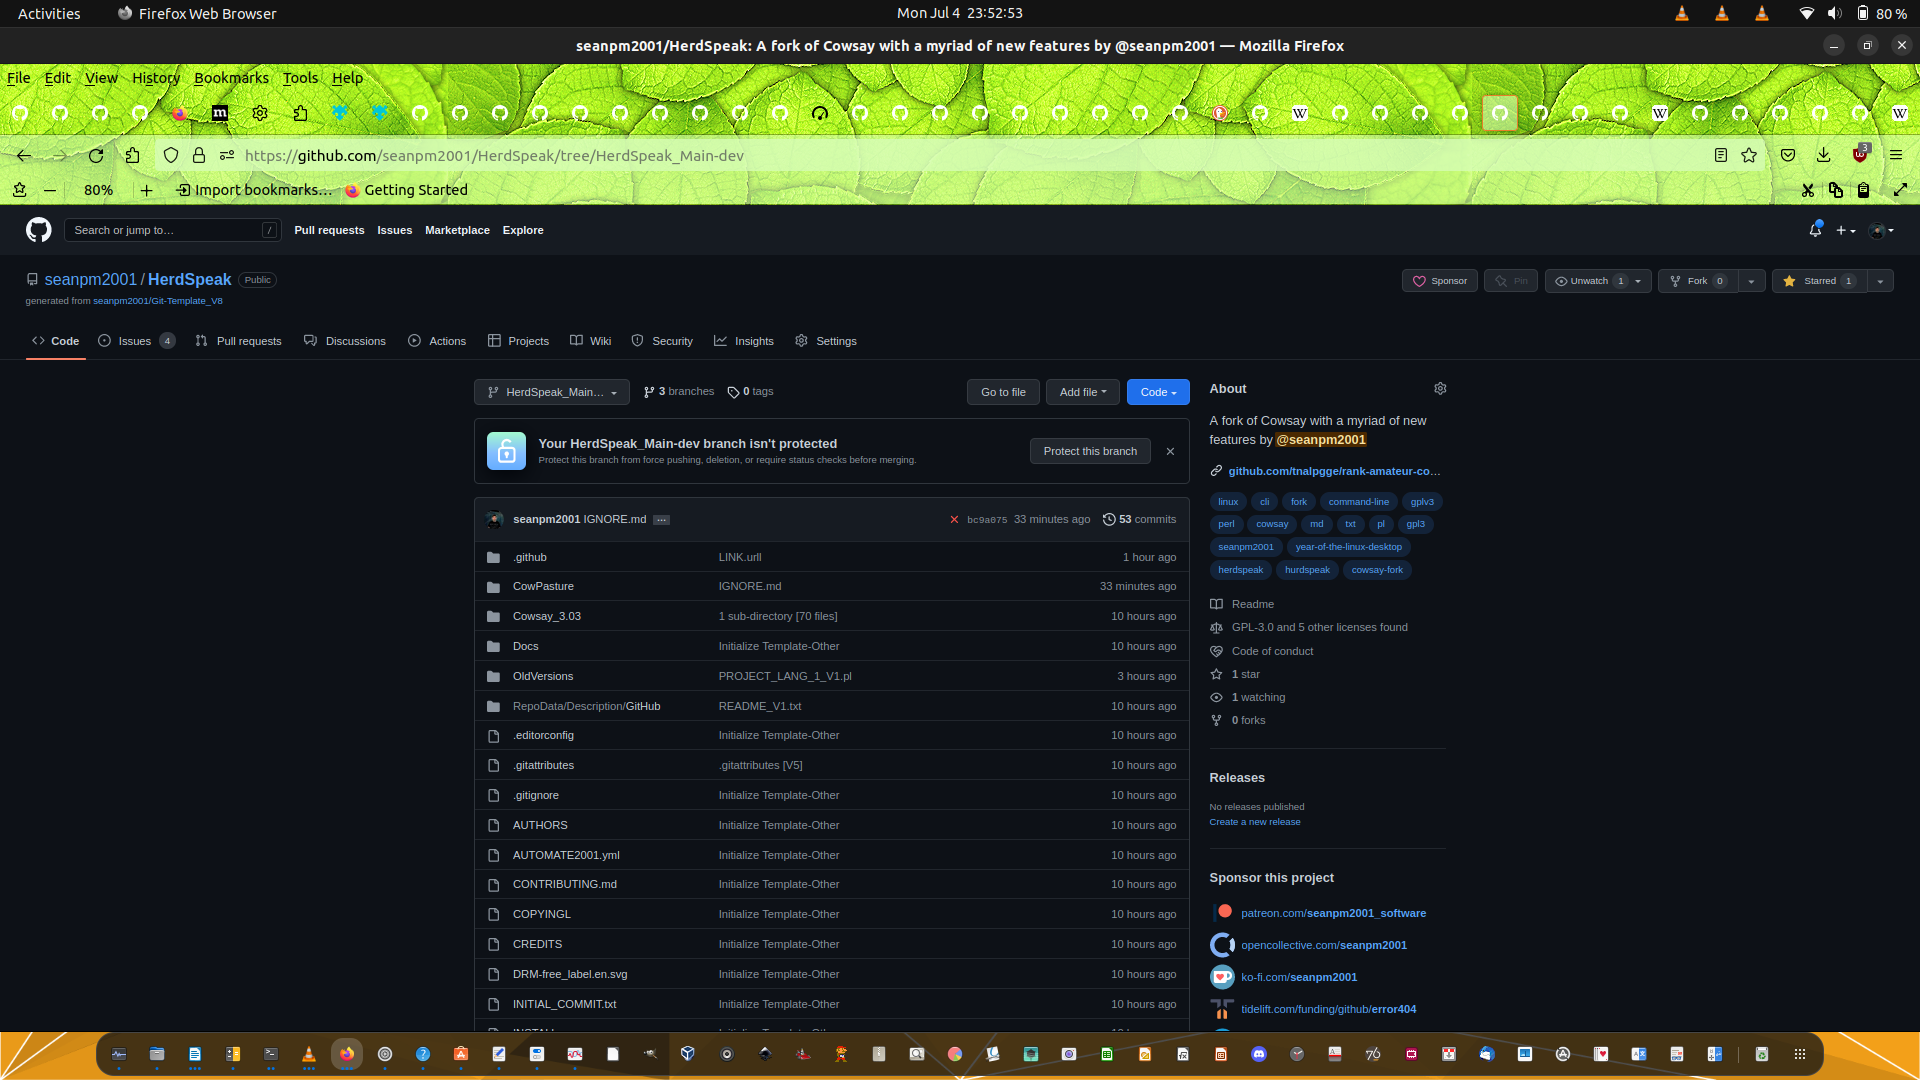 Activities Firefox Web Browser Mon Jul 4 23:52:53 80 %
seanpm2001/HerdSpeak: A fork of Cowsay with a myriad of new features by @seanpm2001 — Mozilla Firefox
File Edit View History Bookmarks Tools Help
https://github.com/seanpm2001/HerdSpeak/tree/HerdSpeak_Main-dev 3
80% Import bookmarks… Getting Started
Search or jump to… / Pull requests Issues Marketplace Explore
seanpm2001 / HerdSpeak Public Sponsor Pin Unwatch 1 Fork 0 Starred 1
generated from seanpm2001/Git-Template_V8
Code Issues 4 Pull requests Discussions Actions Projects Wiki Security Insights Settings
HerdSpeak_Main… 3 branches 0 tags Go to file Add file Code
Your HerdSpeak_Main-dev branch isn't protected
Protect this branch from force pushing, deletion, or require status checks before merging.
Protect this branch
seanpm2001 IGNORE.md … bc9a075 33 minutes ago 53 commits
.github LINK.urll 1 hour ago
CowPasture IGNORE.md 33 minutes ago
Cowsay_3.03 1 sub-directory [70 files] 10 hours ago
Docs Initialize Template-Other 10 hours ago
OldVersions PROJECT_LANG_1_V1.pl 3 hours ago
RepoData/Description/GitHub README_V1.txt 10 hours ago
.editorconfig Initialize Template-Other 10 hours ago
.gitattributes .gitattributes [V5] 10 hours ago
.gitignore Initialize Template-Other 10 hours ago
AUTHORS Initialize Template-Other 10 hours ago
AUTOMATE2001.yml Initialize Template-Other 10 hours ago
CONTRIBUTING.md Initialize Template-Other 10 hours ago
COPYINGL Initialize Template-Other 10 hours ago
CREDITS Initialize Template-Other 10 hours ago
DRM-free_label.en.svg Initialize Template-Other 10 hours ago
INITIAL_COMMIT.txt Initialize Template-Other 10 hours ago
About
A fork of Cowsay with a myriad of new
features by @seanpm2001
github.com/tnalpgge/rank-amateur-co…
linux cli fork command-line gplv3
perl cowsay md txt pl gpl3
seanpm2001 year-of-the-linux-desktop
herdspeak hurdspeak cowsay-fork
Readme
GPL-3.0 and 5 other licenses found
Code of conduct
1 star
1 watching
0 forks
Releases
No releases published
Create a new release
Sponsor this project
patreon.com/seanpm2001_software
opencollective.com/seanpm2001
ko-fi.com/seanpm2001
tidelift.com/funding/github/error404